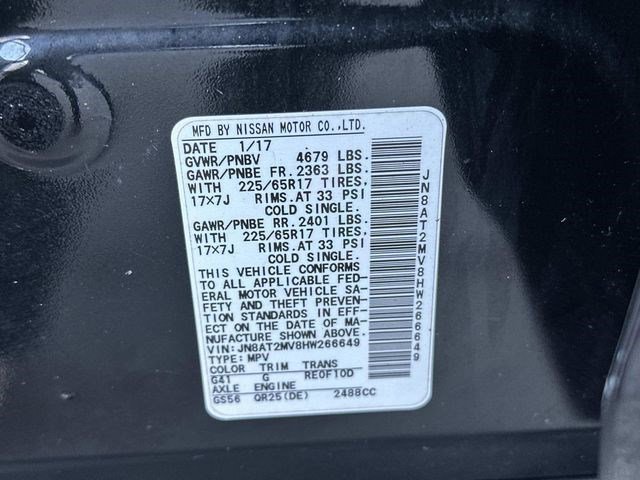 MFD BY NISSAN MOTOR CO.,LTD.
DATE 1/17
GVWR/PNBV 4679 LBS.
GAWR/PNBE FR. 2363 LBS.
WITH 225/65R17 TIRES,
17×7J RIMS.AT 33 PSI
COLD SINGLE.
GAWR/PNBE RR. 2401 LBS.
WITH 225/65R17 TIRES,
17×7J RIMS.AT 33 PSI
COLD SINGLE.
THIS VEHICLE CONFORMS
TO ALL APPLICABLE FED-
ERAL MOTOR VEHICLE SA-
FETY AND THEFT PREVEN-
TION STANDARDS IN EFF-
ECT ON THE DATE OF MA-
NUFACTURE SHOWN ABOVE.
VIN: JN8AT2MV8HW266649
TYPE: MPV
COLOR TRIM TRANS
G41 G RE0F10D
AXLE ENGINE
GS56 QR25(DE) 2488CC
JN8AT2MV8HW266649